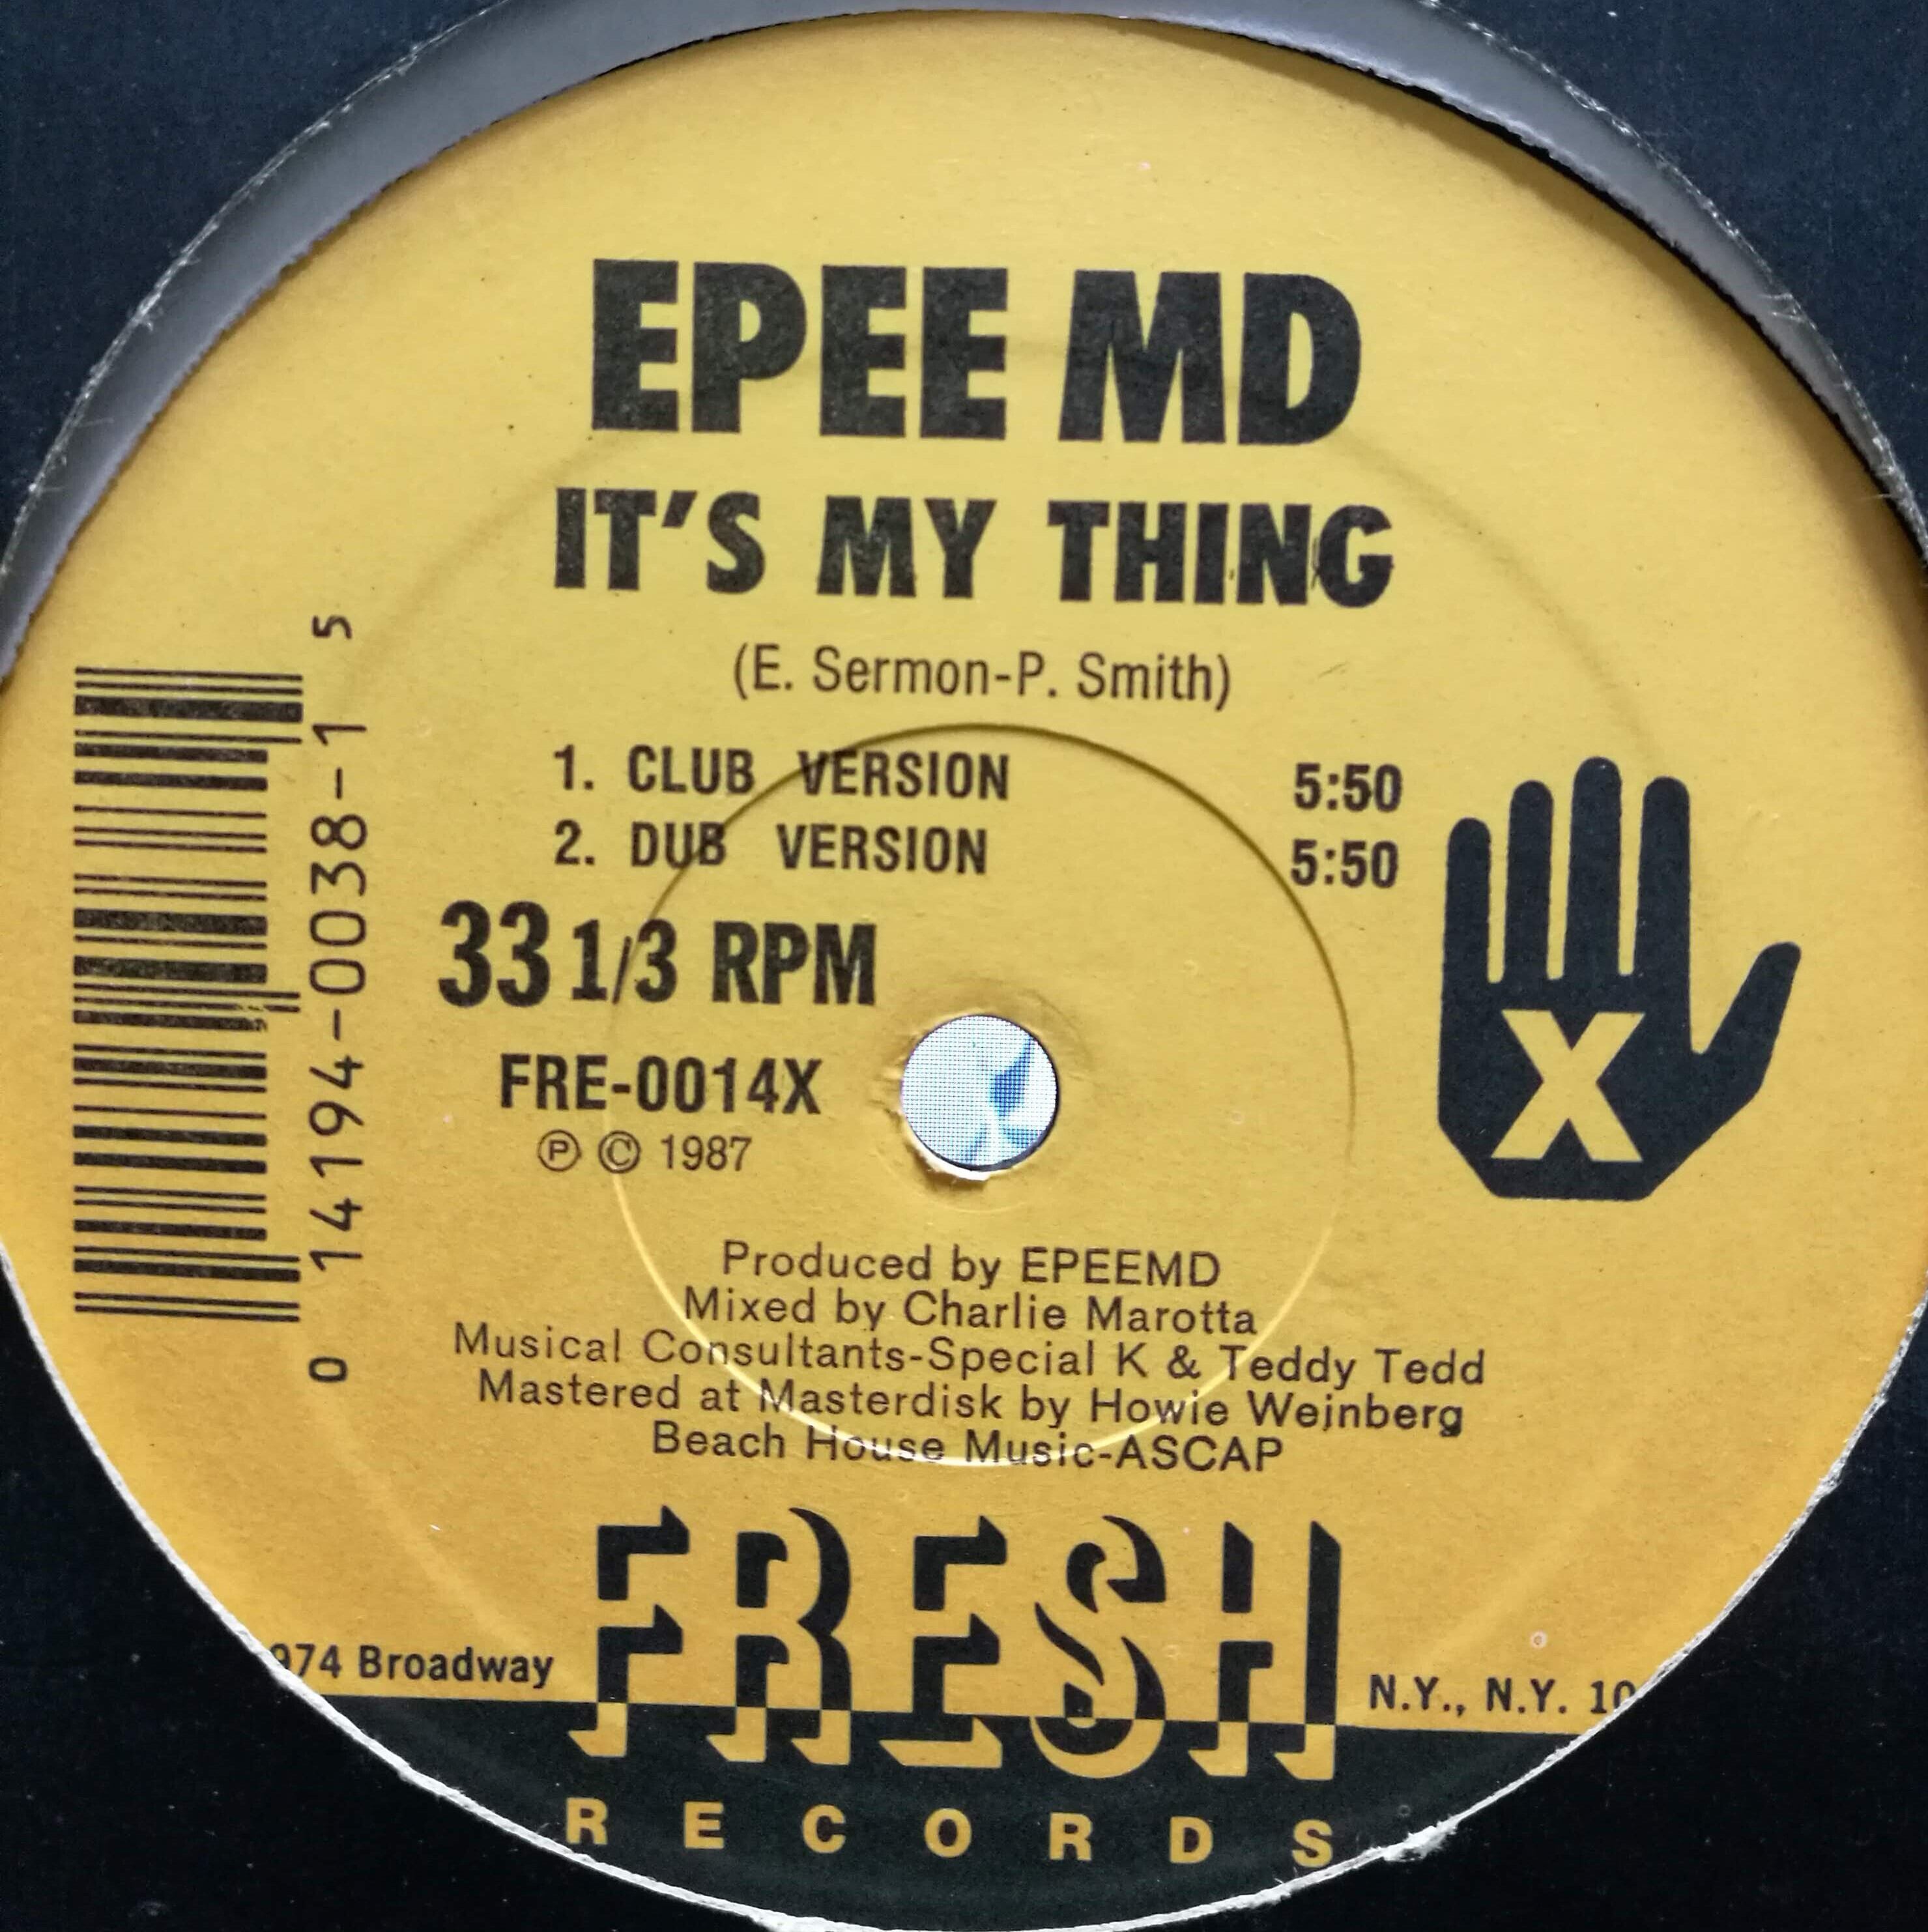 EPEE MD
IT'S MY THING
(E. Sermon-P. Smith)
1. CLUB VERSION 5:50
2. DUB VERSION 5:50
33 1/3 RPM
FRE-0014X
Ⓟ © 1987
X
0 14194-0038-1 5
Produced by EPEEMD
Mixed by Charlie Marotta
Musical Consultants-Special K & Teddy Tedd
Mastered at Masterdisk by Howie Weinberg
Beach House Music-ASCAP
974 Broadway
FRESH
N.Y., N.Y. 10
RECORDS